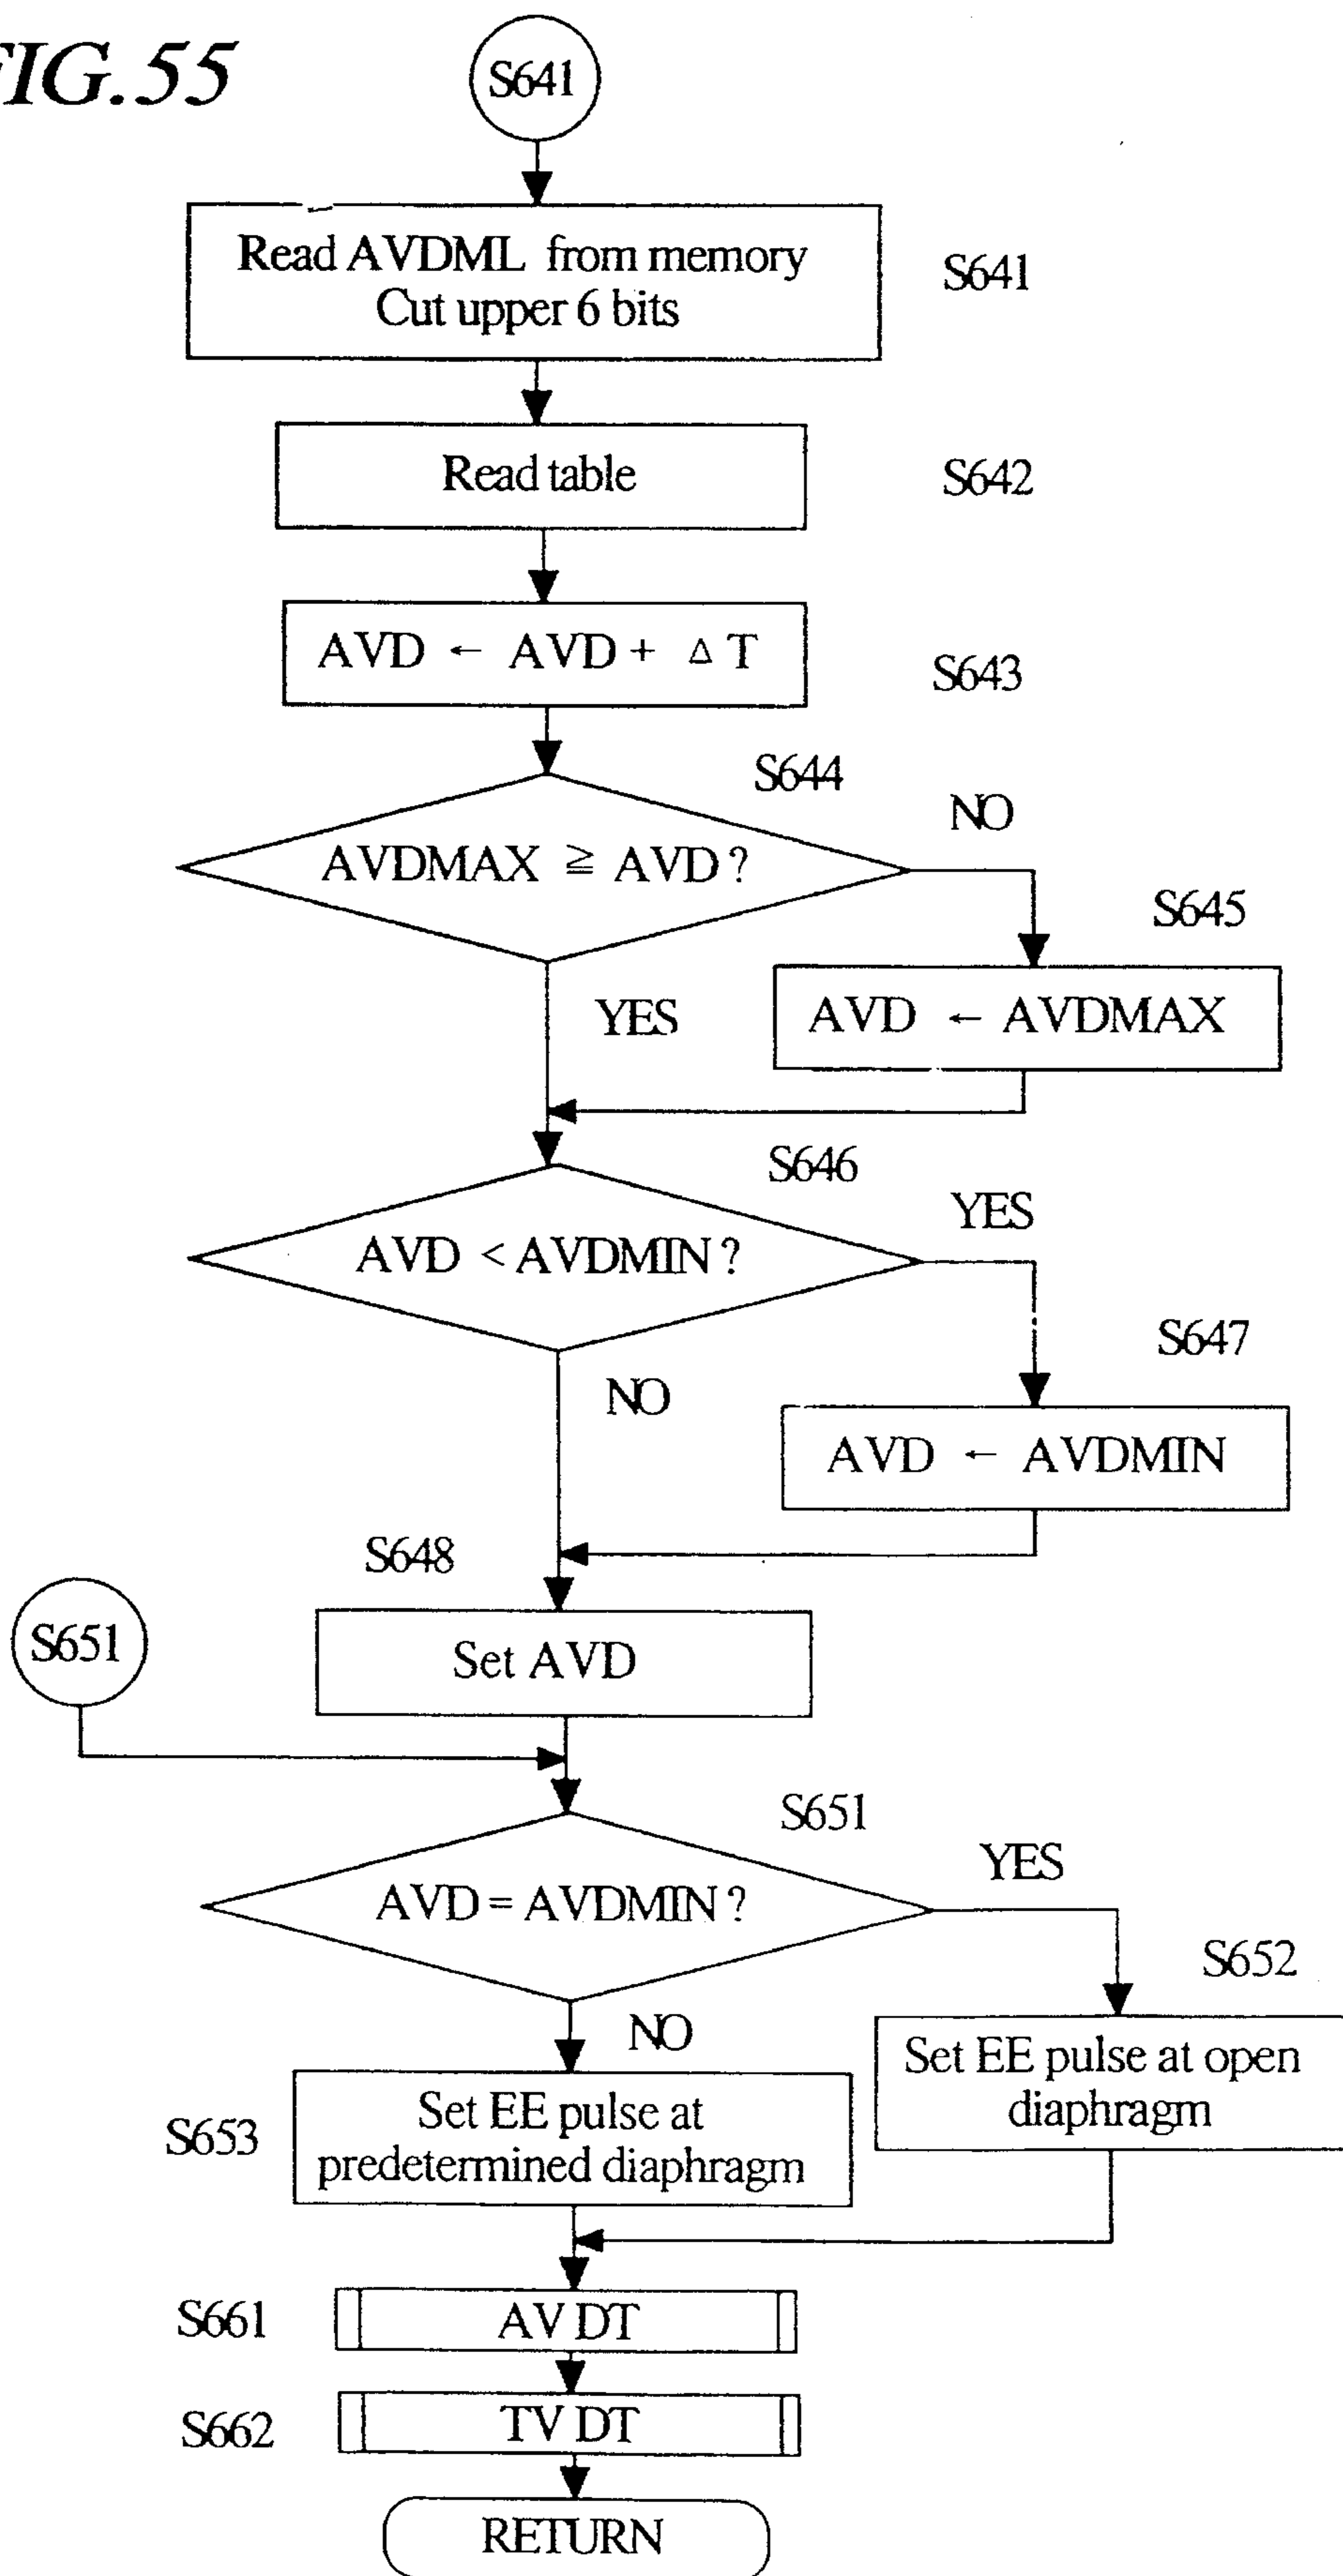 FIG.55
S641
Read AVDML from memory
Cut upper 6 bits
S641
Read table
S642
AVD ← AVD + Δ T
S643
S644
AVDMAX ≧ AVD ?
NO
S645
YES
AVD ← AVDMAX
S646
AVD < AVDMIN ?
YES
S647
NO
AVD ← AVDMIN
S648
S651
Set AVD
S651
AVD = AVDMIN ?
YES
S652
NO
Set EE pulse at open
diaphragm
S653
Set EE pulse at
predetermined diaphragm
S661
AV DT
S662
TV DT
RETURN